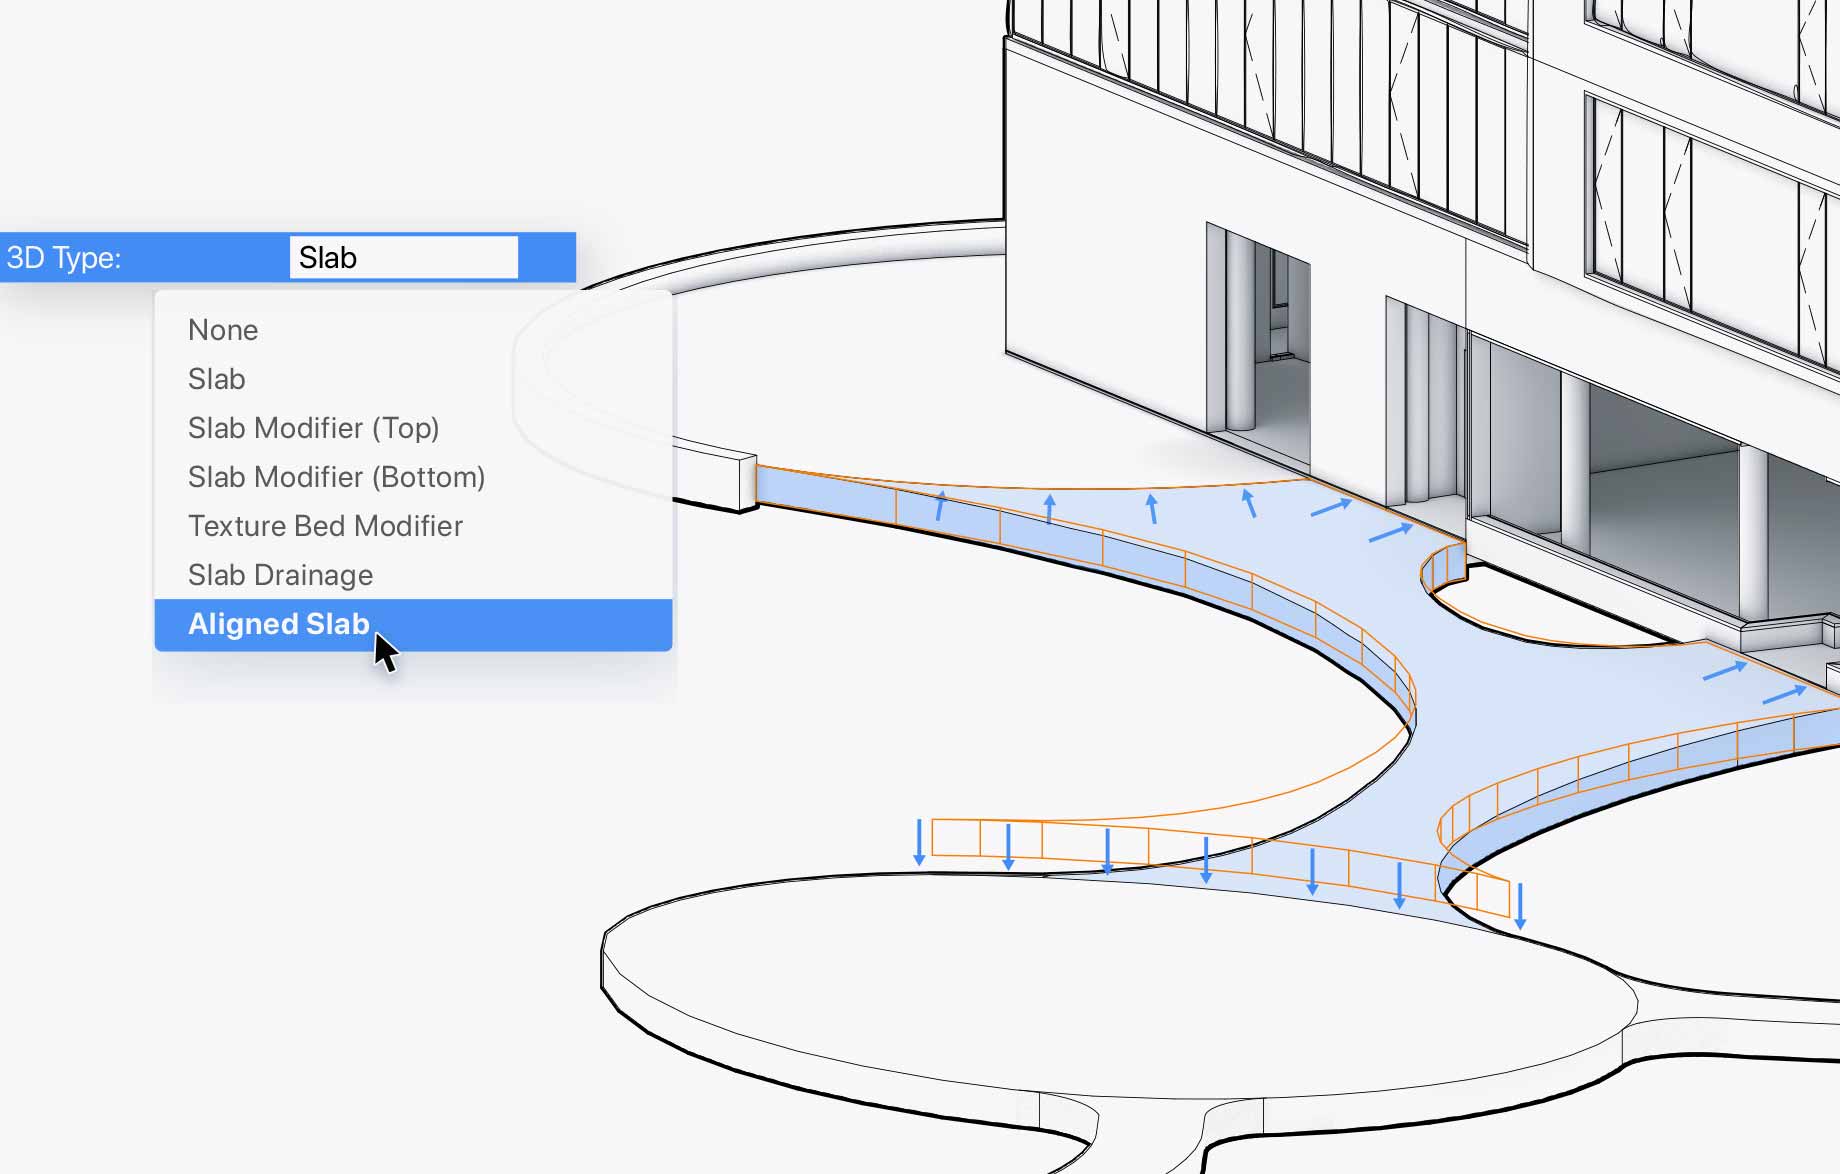 3D Type: Slab
None
Slab
Slab Modifier (Top)
Slab Modifier (Bottom)
Texture Bed Modifier
Slab Drainage
Aligned Slab